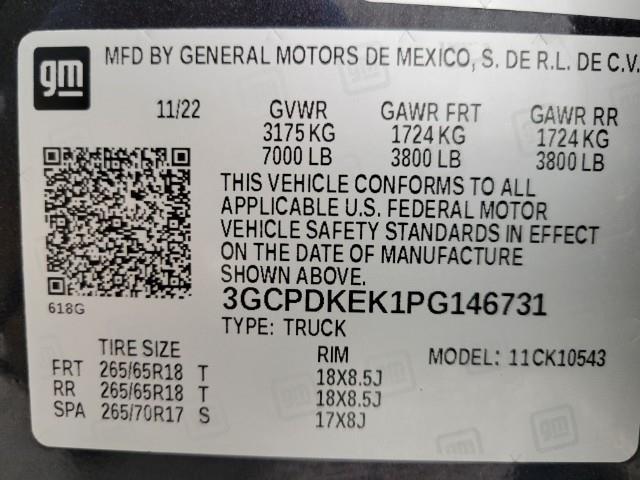 gm MFD BY GENERAL MOTORS DE MEXICO, S. DE R.L. DE C.V.
11/22 GVWR GAWR FRT GAWR RR
3175 KG 1724 KG 1724 KG
7000 LB 3800 LB 3800 LB
THIS VEHICLE CONFORMS TO ALL
APPLICABLE U.S. FEDERAL MOTOR
VEHICLE SAFETY STANDARDS IN EFFECT
ON THE DATE OF MANUFACTURE
SHOWN ABOVE.
618G 3GCPDKEK1PG146731
TYPE: TRUCK
TIRE SIZE RIM MODEL: 11CK10543
FRT 265/65R18 T 18X8.5J
RR 265/65R18 T 18X8.5J
SPA 265/70R17 S 17X8J